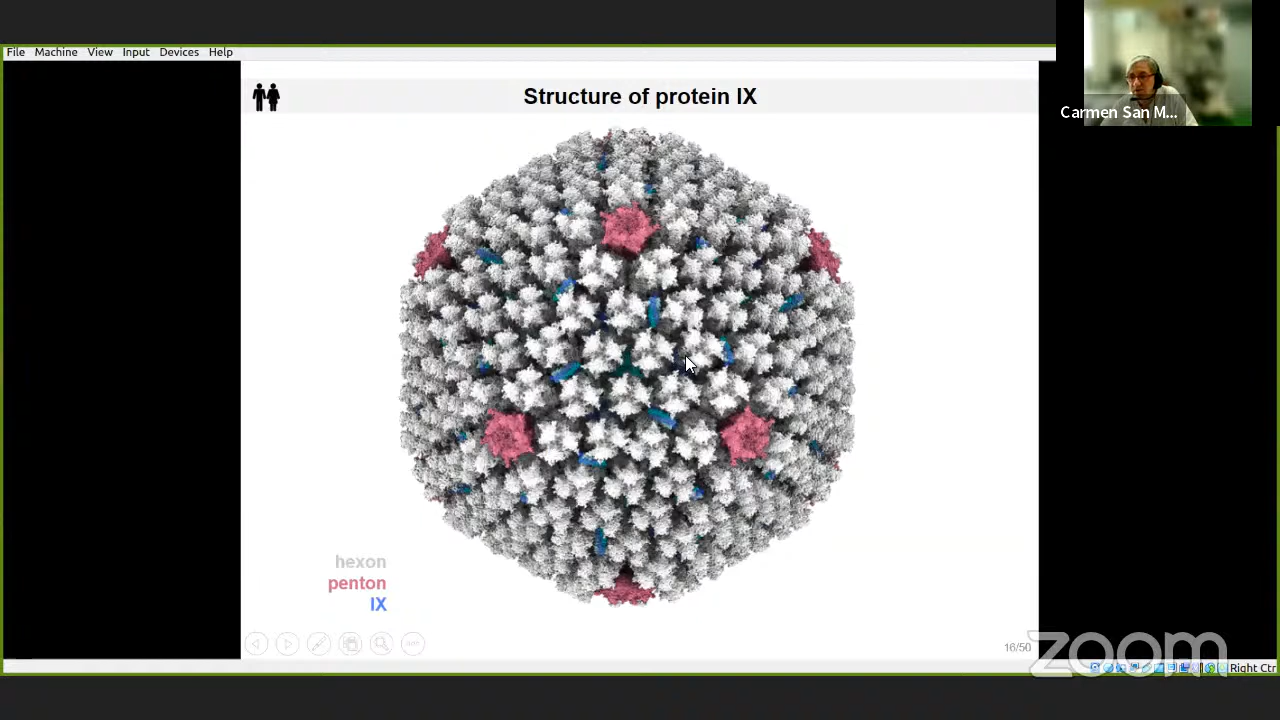 File Machine View Input Devices Help
Carmen San M...
Structure of protein IX
hexon
penton
IX
16/50
zoom
Right Ctrl